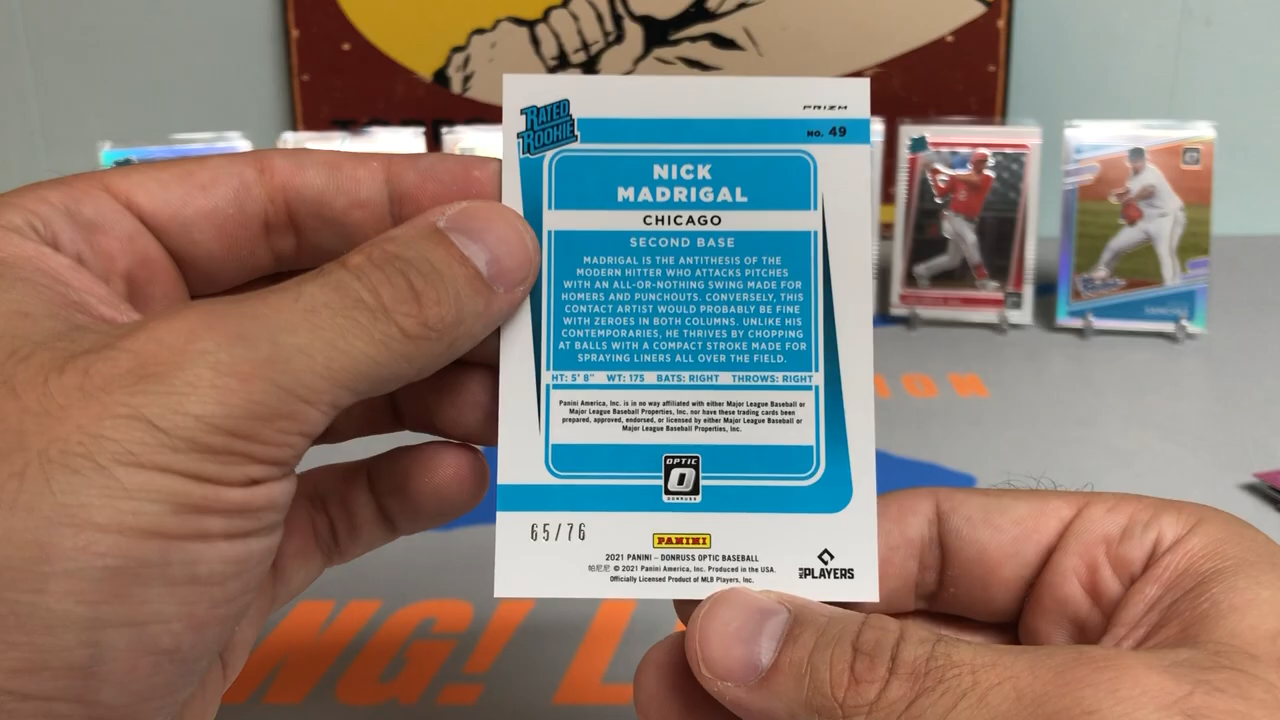 RATED
ROOKIE
PRIZM
NO. 49
NICK
MADRIGAL
CHICAGO
SECOND BASE
MADRIGAL IS THE ANTITHESIS OF THE
MODERN HITTER WHO ATTACKS PITCHES
WITH AN ALL-OR-NOTHING SWING MADE FOR
HOMERS AND PUNCHOUTS. CONVERSELY, THIS
CONTACT ARTIST WOULD PROBABLY BE FINE
WITH ZEROES IN BOTH COLUMNS. UNLIKE HIS
CONTEMPORARIES, HE THRIVES BY CHOPPING
AT BALLS WITH A COMPACT STROKE MADE FOR
SPRAYING LINERS ALL OVER THE FIELD.
HT: 5' 8" WT: 175 BATS: RIGHT THROWS: RIGHT
Panini America, Inc. is in no way affiliated with either Major League Baseball or
Major League Baseball Properties, Inc. nor have these trading cards been
prepared, approved, endorsed, or licensed by either Major League Baseball or
Major League Baseball Properties, Inc.
OPTIC
O
DONRUSS
65/76
PANINI
2021 PANINI – DONRUSS OPTIC BASEBALL
帕尼尼 © 2021 Panini America, Inc. Produced in the USA.
Officially Licensed Product of MLB Players, Inc.
MLB PLAYERS
ION
NG! L